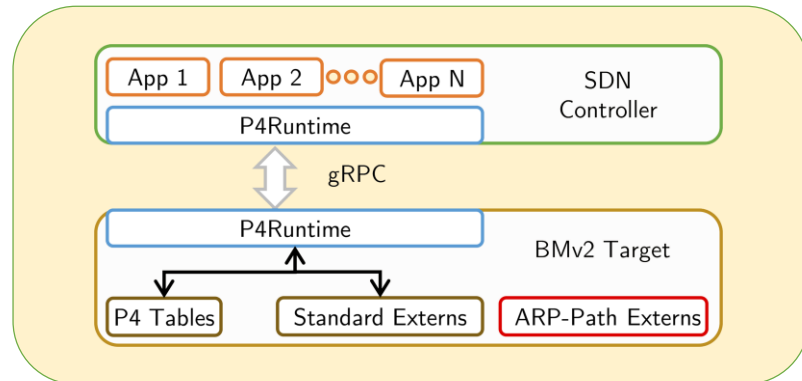 App 1
App 2
App N
SDN
Controller
P4Runtime
gRPC
P4Runtime
BMv2 Target
P4 Tables
Standard Externs
ARP-Path Externs